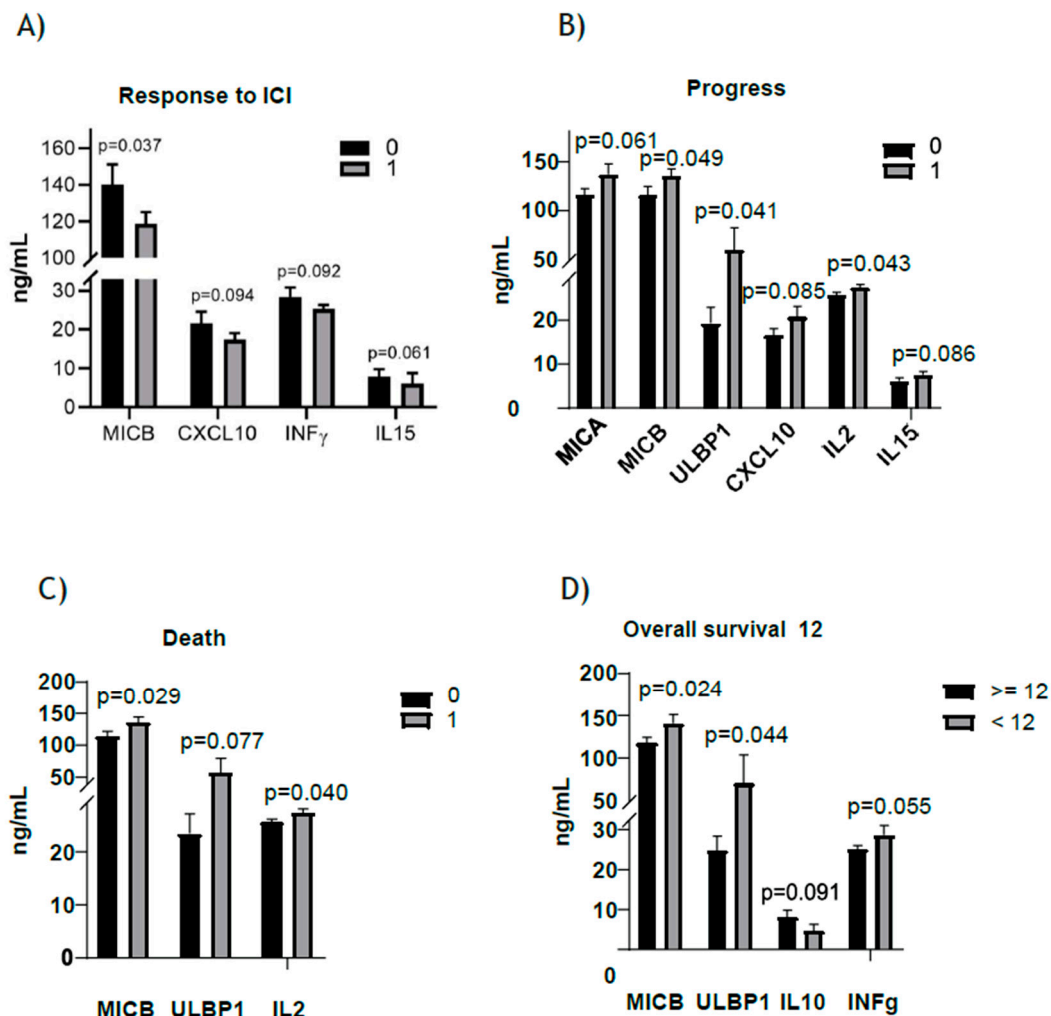 A)
Response to ICI
0
1
ng/mL
160
140
120
100
30
20
10
0
p=0.037
p=0.094
p=0.092
p=0.061
MICB CXCL10 INFγ IL15
B)
Progress
0
1
ng/mL
150
100
50
20
10
0
p=0.061
p=0.049
p=0.041
p=0.085
p=0.043
p=0.086
MICA MICB ULBP1 CXCL10 IL2 IL15
C)
Death
0
1
ng/mL
200
150
100
50
20
0
p=0.029
p=0.077
p=0.040
MICB ULBP1 IL2
D)
Overall survival 12
>= 12
< 12
ng/mL
200
150
100
50
30
20
10
0
p=0.024
p=0.044
p=0.091
p=0.055
MICB ULBP1 IL10 INFg